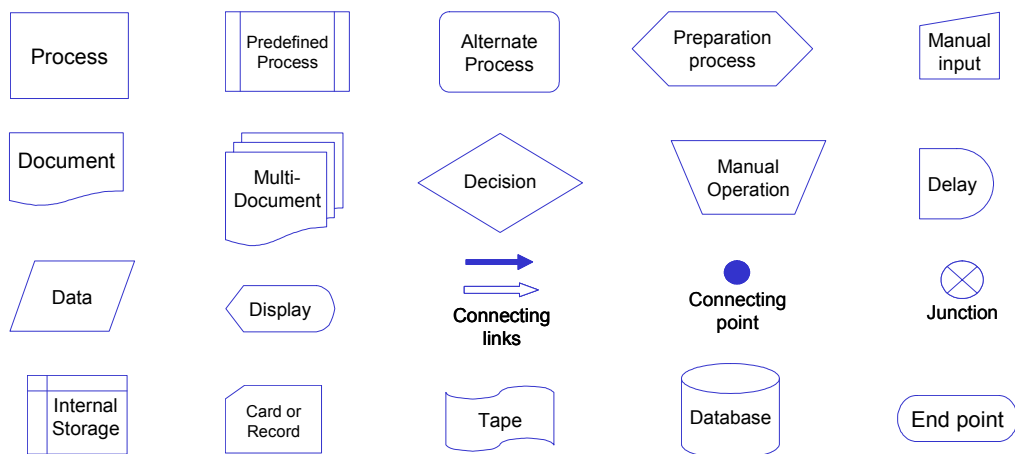 Process
Predefined
Process
Alternate
Process
Preparation
process
Manual
input
Document
Multi-
Document
Decision
Manual
Operation
Delay
Data
Display
Connecting
links
Connecting
point
Junction
Internal
Storage
Card or
Record
Tape
Database
End point